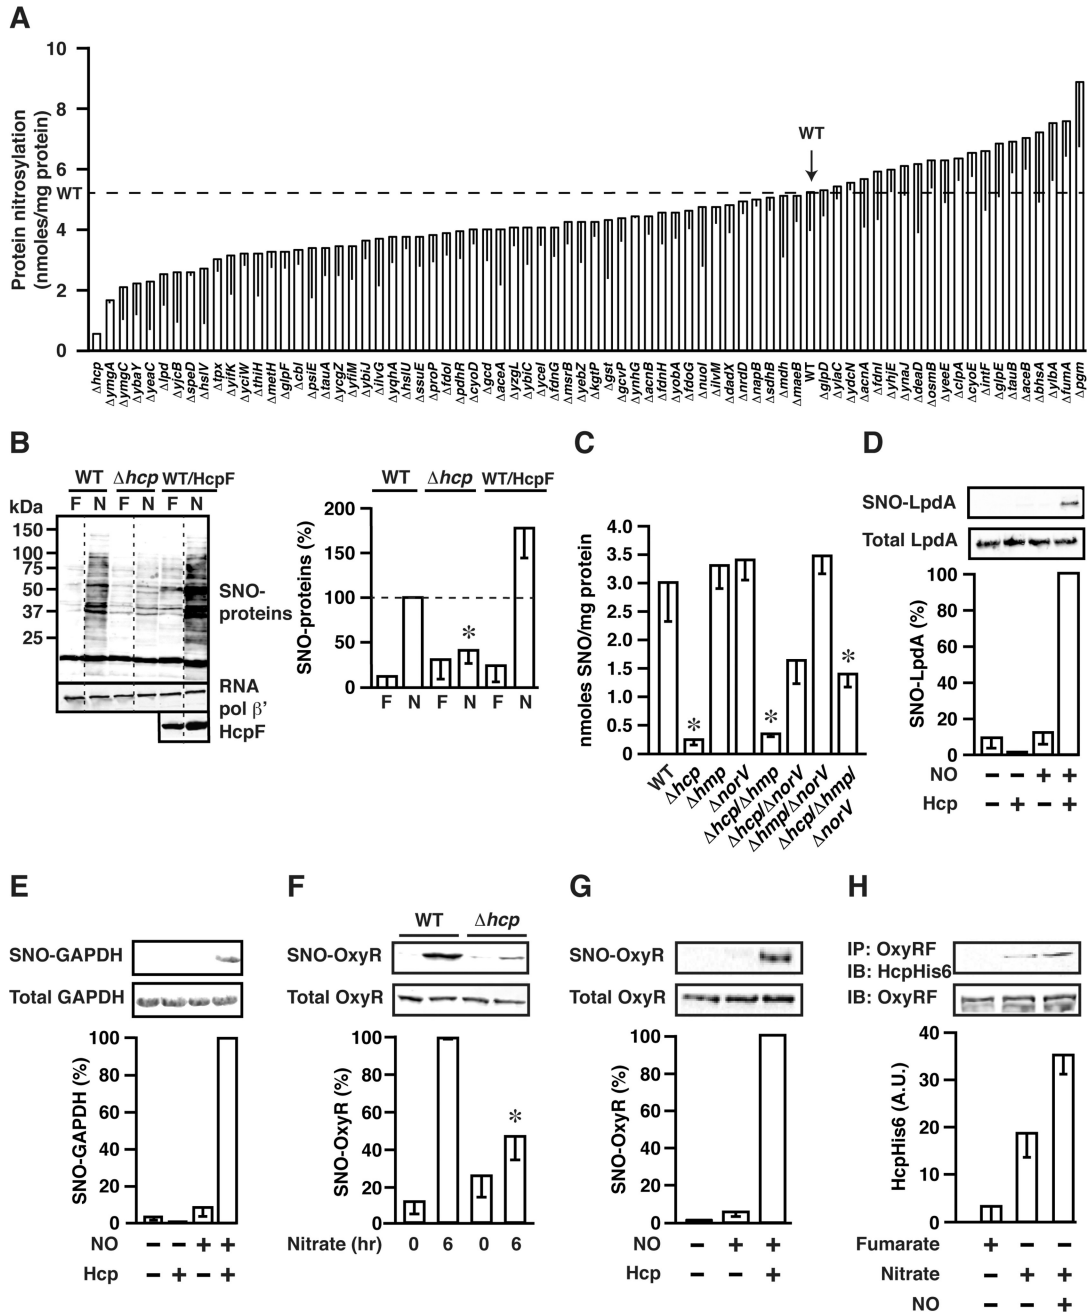 A
Protein nitrosylation
(nmoles/mg protein)
10
8
6
WT
4
2
0
WT
Δhcp ΔymgA ΔymgC ΔybaY ΔyeaC Δlpd ΔyjcB ΔspeD ΔhslV Δtpx ΔyifK ΔyciW ΔthiH ΔmetH ΔglpF Δcbl ΔpsiE ΔtauA ΔycgZ ΔyfiM ΔybiJ ΔilvG ΔyqhA ΔhslU ΔssuE ΔproP ΔfdoI ΔpdhR ΔcyoD Δgcd ΔaceA ΔyzgL ΔybiC ΔyceI ΔfdnG ΔmsrB ΔyebZ ΔkgtP Δgst ΔgcvP ΔynhG ΔacnB ΔfdnH ΔyobA ΔfdoG ΔnuoI ΔilvM ΔdadX ΔnrdD ΔnapB ΔsdhB Δmdh ΔmaeB WT ΔglpD ΔyiaC ΔydcN ΔacnA ΔfdnI ΔyhiE ΔynaJ ΔdeaD ΔosmB ΔyeeE ΔclpA ΔcyoE ΔintF ΔglpE ΔtauB ΔaceB ΔbhsA ΔylbA ΔfumA Δpgm
B
WT Δhcp WT/HcpF
F N F N F N
kDa
150
100
75
50
37
25
SNO-
proteins
RNA
pol β’
HcpF
WT Δhcp WT/HcpF
SNO-proteins (%)
200
150
100
50
0
* 
F N F N F N
C
nmoles SNO/mg protein
4.0
3.5
3.0
2.5
2.0
1.5
1.0
0.5
0
* * *
WT
Δhcp
Δhmp
ΔnorV
Δhcp/Δhmp
Δhcp/ΔnorV
Δhmp/ΔnorV
Δhcp/Δhmp/
ΔnorV
D
SNO-LpdA
Total LpdA
SNO-LpdA (%)
100
80
60
40
20
0
NO − − + +
Hcp − + − +
E
SNO-GAPDH
Total GAPDH
SNO-GAPDH (%)
100
80
60
40
20
0
NO − − + +
Hcp − + − +
F
WT Δhcp
SNO-OxyR
Total OxyR
SNO-OxyR (%)
100
80
60
40
20
0
*
Nitrate (hr) 0 6 0 6
G
SNO-OxyR
Total OxyR
SNO-OxyR (%)
100
80
60
40
20
0
NO − + +
Hcp − − +
H
IP: OxyRF
IB: HcpHis6
IB: OxyRF
HcpHis6 (A.U.)
40
30
20
10
0
Fumarate + − −
Nitrate − + +
NO − − +